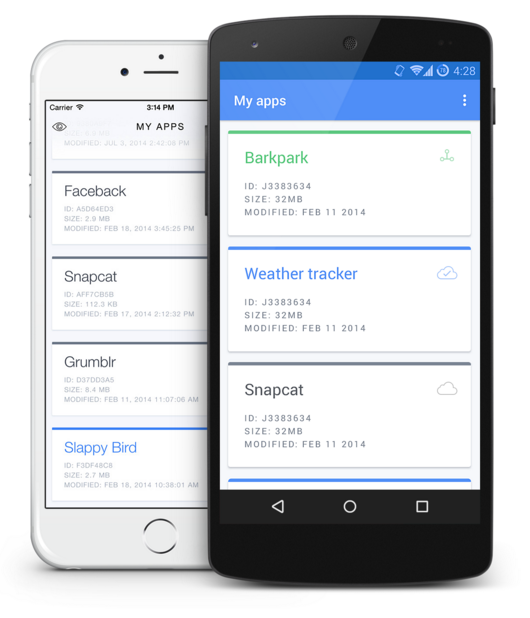 Carrier
3:14 PM
MY APPS
MODIFIED: JUL 3, 2014 2:42:08 PM
Faceback
ID: A5D64ED3
SIZE: 2.9 MB
MODIFIED: FEB 18, 2014 3:45:25 PM
Snapcat
ID: AFF7CB5B
SIZE: 112.3 KB
MODIFIED: FEB 17, 2014 2:12:32 PM
Grumblr
ID: D37DD3A5
SIZE: 8.4 MB
MODIFIED: FEB 11, 2014 11:07:06 AM
Slappy Bird
ID: F3DF48C8
SIZE: 2.7 MB
MODIFIED: FEB 18, 2014 10:38:01 AM
4:28
My apps
Barkpark
ID: J3383634
SIZE: 32MB
MODIFIED: FEB 11 2014
Weather tracker
ID: J3383634
SIZE: 32MB
MODIFIED: FEB 11 2014
Snapcat
ID: J3383634
SIZE: 32MB
MODIFIED: FEB 11 2014